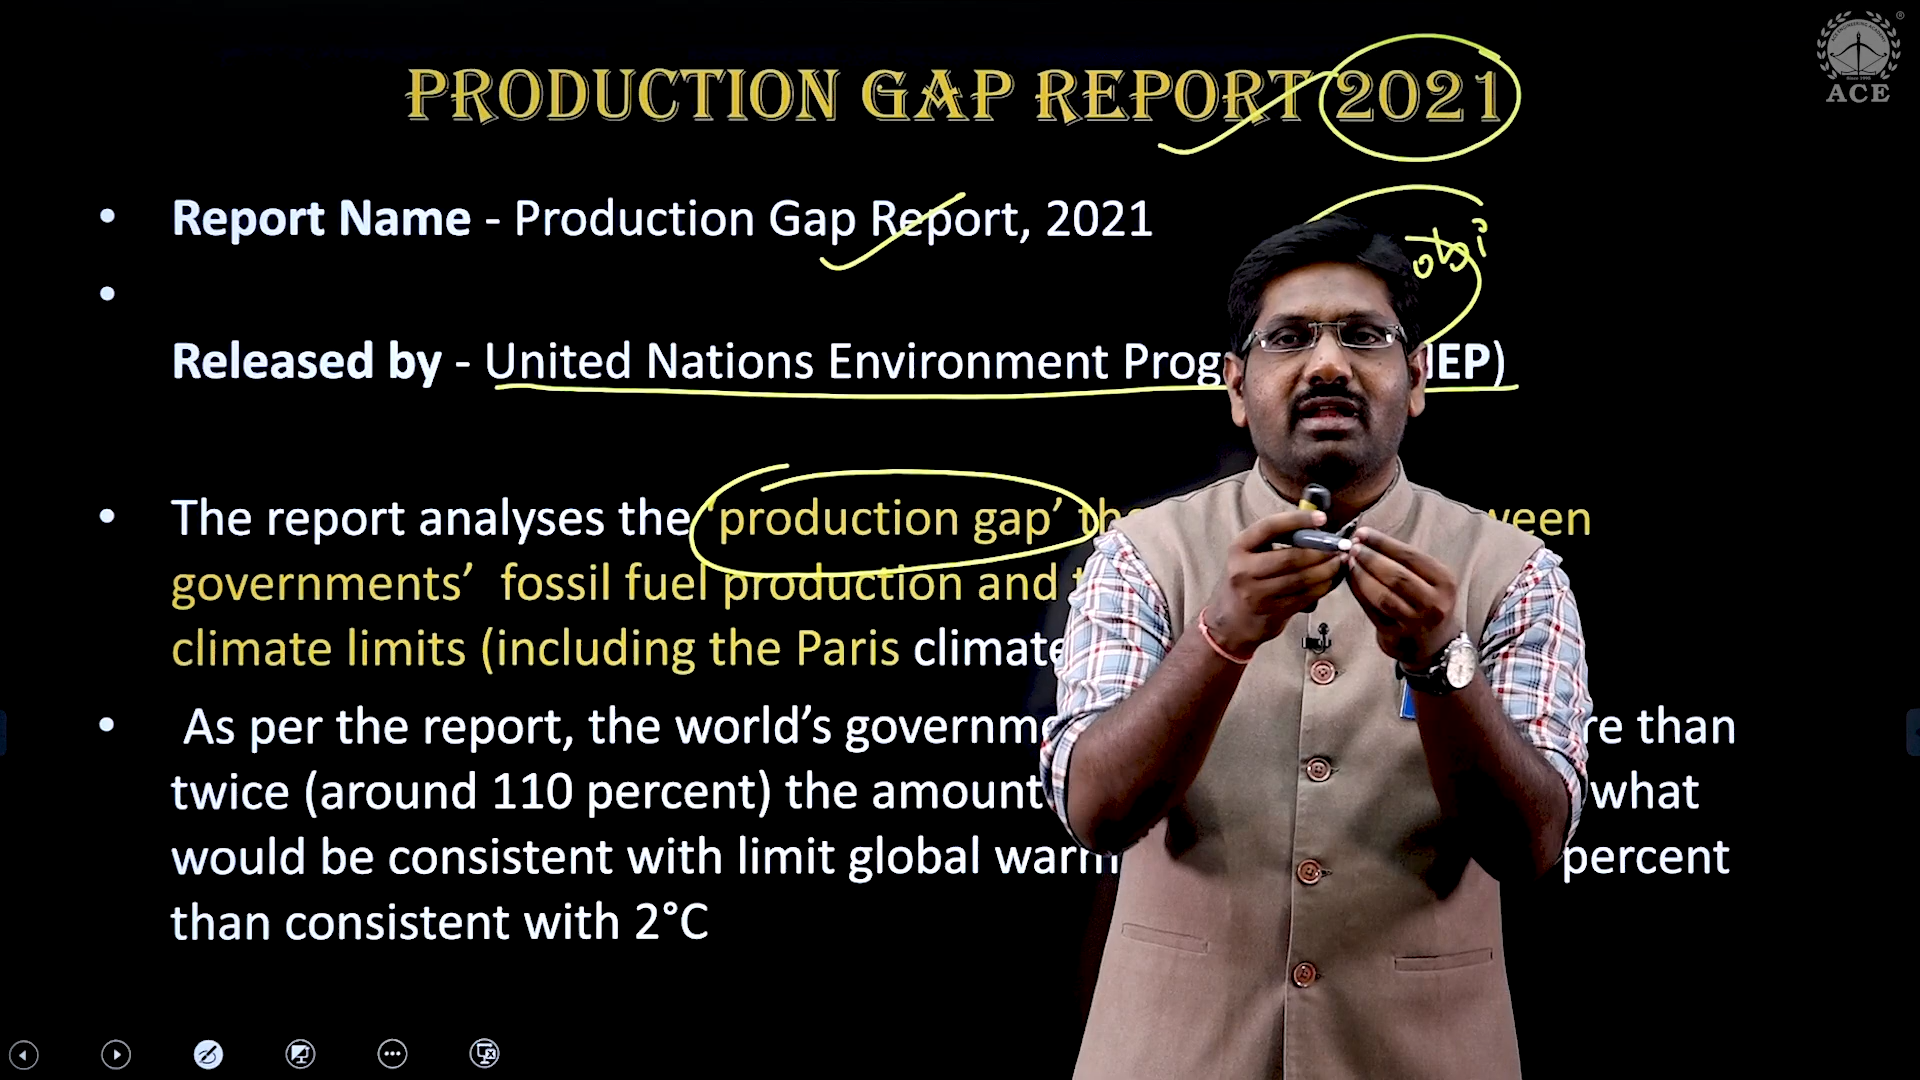 PRODUCTION GAP REPORT 2021
ACE
• Report Name - Production Gap Report, 2021
•
Released by - United Nations Environment Prog EP)
• The report analyses the 'production gap' ween
governments' fossil fuel production and
climate limits (including the Paris climate
• As per the report, the world's governme re than
twice (around 110 percent) the amount what
would be consistent with limit global warm percent
than consistent with 2°C